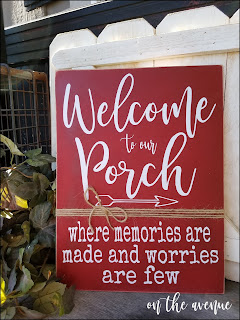 Welcome
to our
Porch
where memories are
made and worries
are few
on the avenue